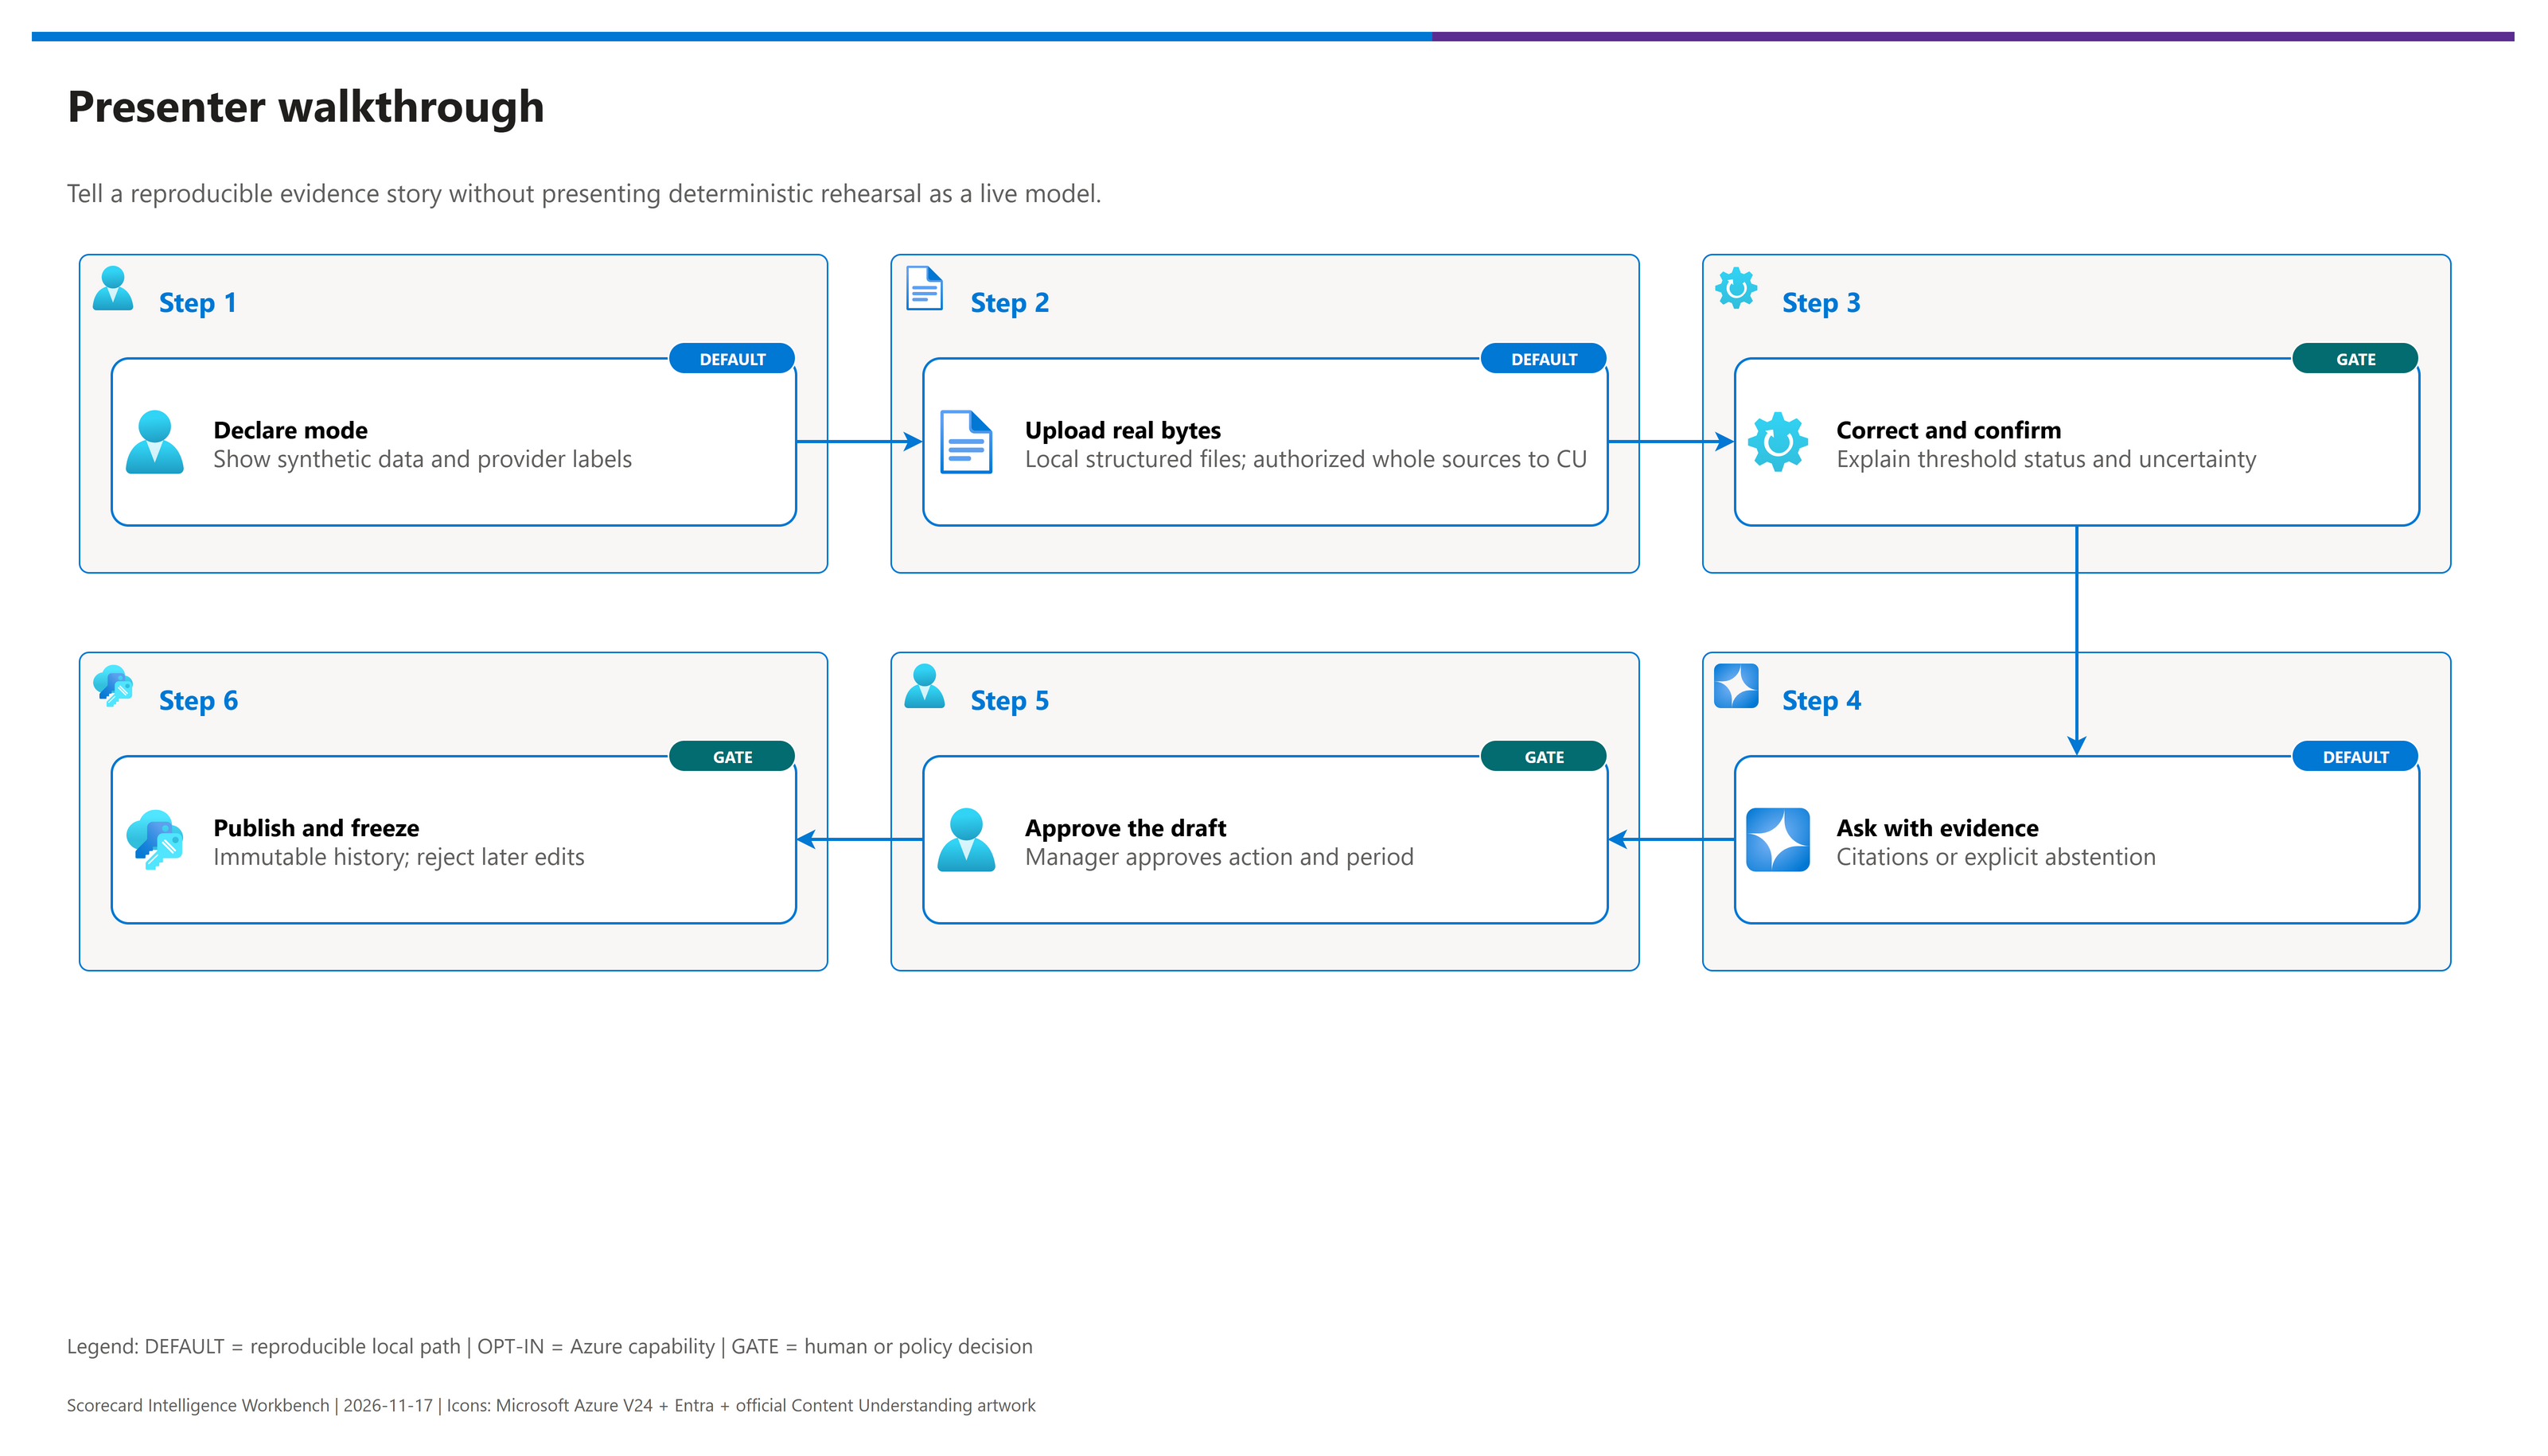 Presenter walkthrough
Tell a reproducible evidence story without presenting deterministic rehearsal as a live model.
Step 1
DEFAULT
Declare mode
Show synthetic data and provider labels
Step 2
DEFAULT
Upload real bytes
Local structured files; authorized whole sources to CU
Step 3
GATE
Correct and confirm
Explain threshold status and uncertainty
Step 4
DEFAULT
Ask with evidence
Citations or explicit abstention
Step 5
GATE
Approve the draft
Manager approves action and period
Step 6
GATE
Publish and freeze
Immutable history; reject later edits
Legend: DEFAULT = reproducible local path | OPT-IN = Azure capability | GATE = human or policy decision
Scorecard Intelligence Workbench | 2026-11-17 | Icons: Microsoft Azure V24 + Entra + official Content Understanding artwork